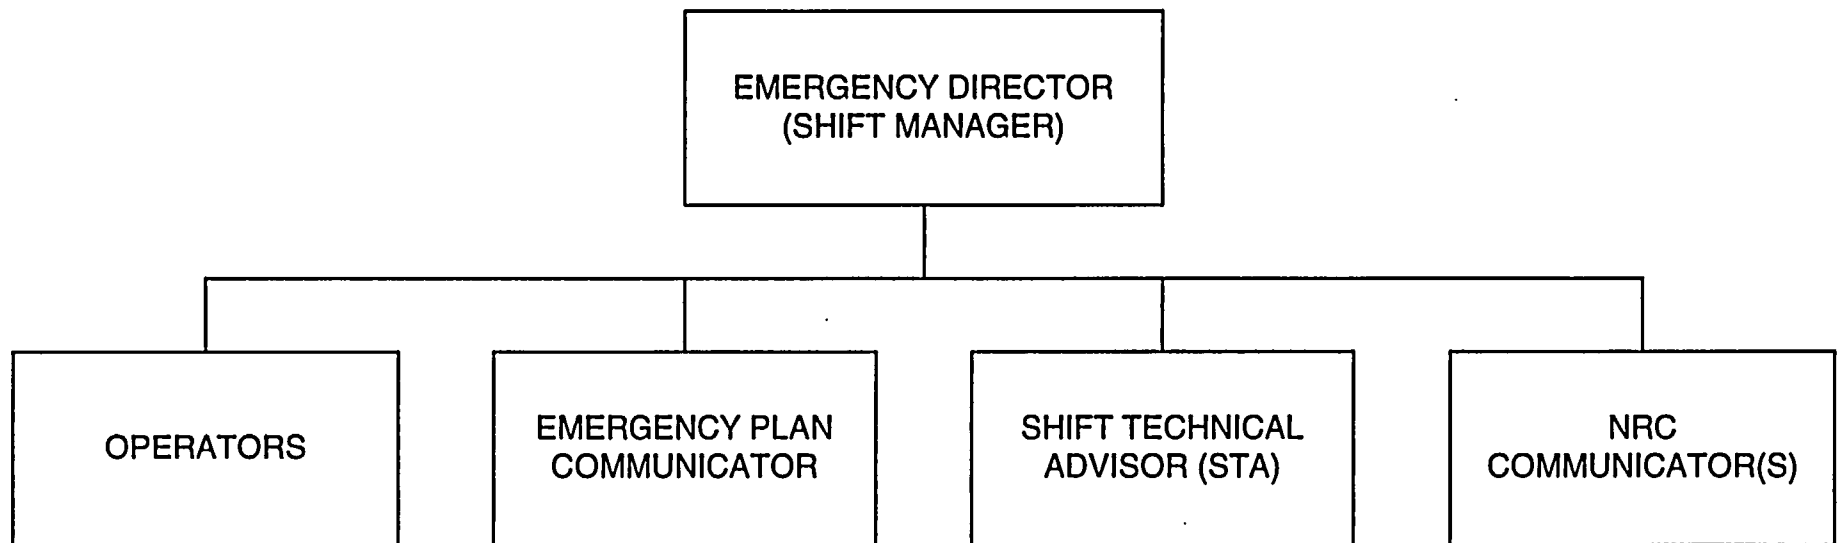 EMERGENCY DIRECTOR
(SHIFT MANAGER)
OPERATORS
EMERGENCY PLAN
COMMUNICATOR
SHIFT TECHNICAL
ADVISOR (STA)
NRC
COMMUNICATOR(S)